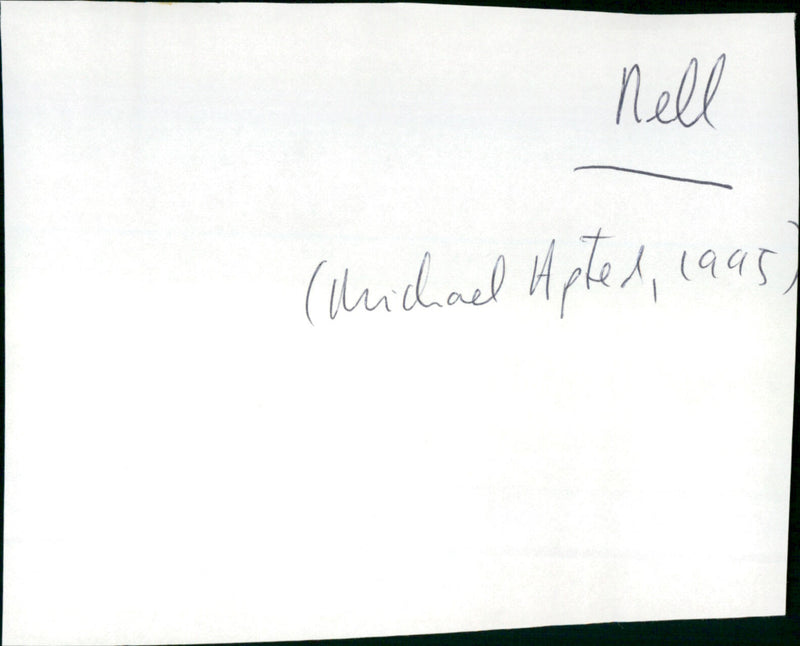 Nell
(Michael Apted, 1995)